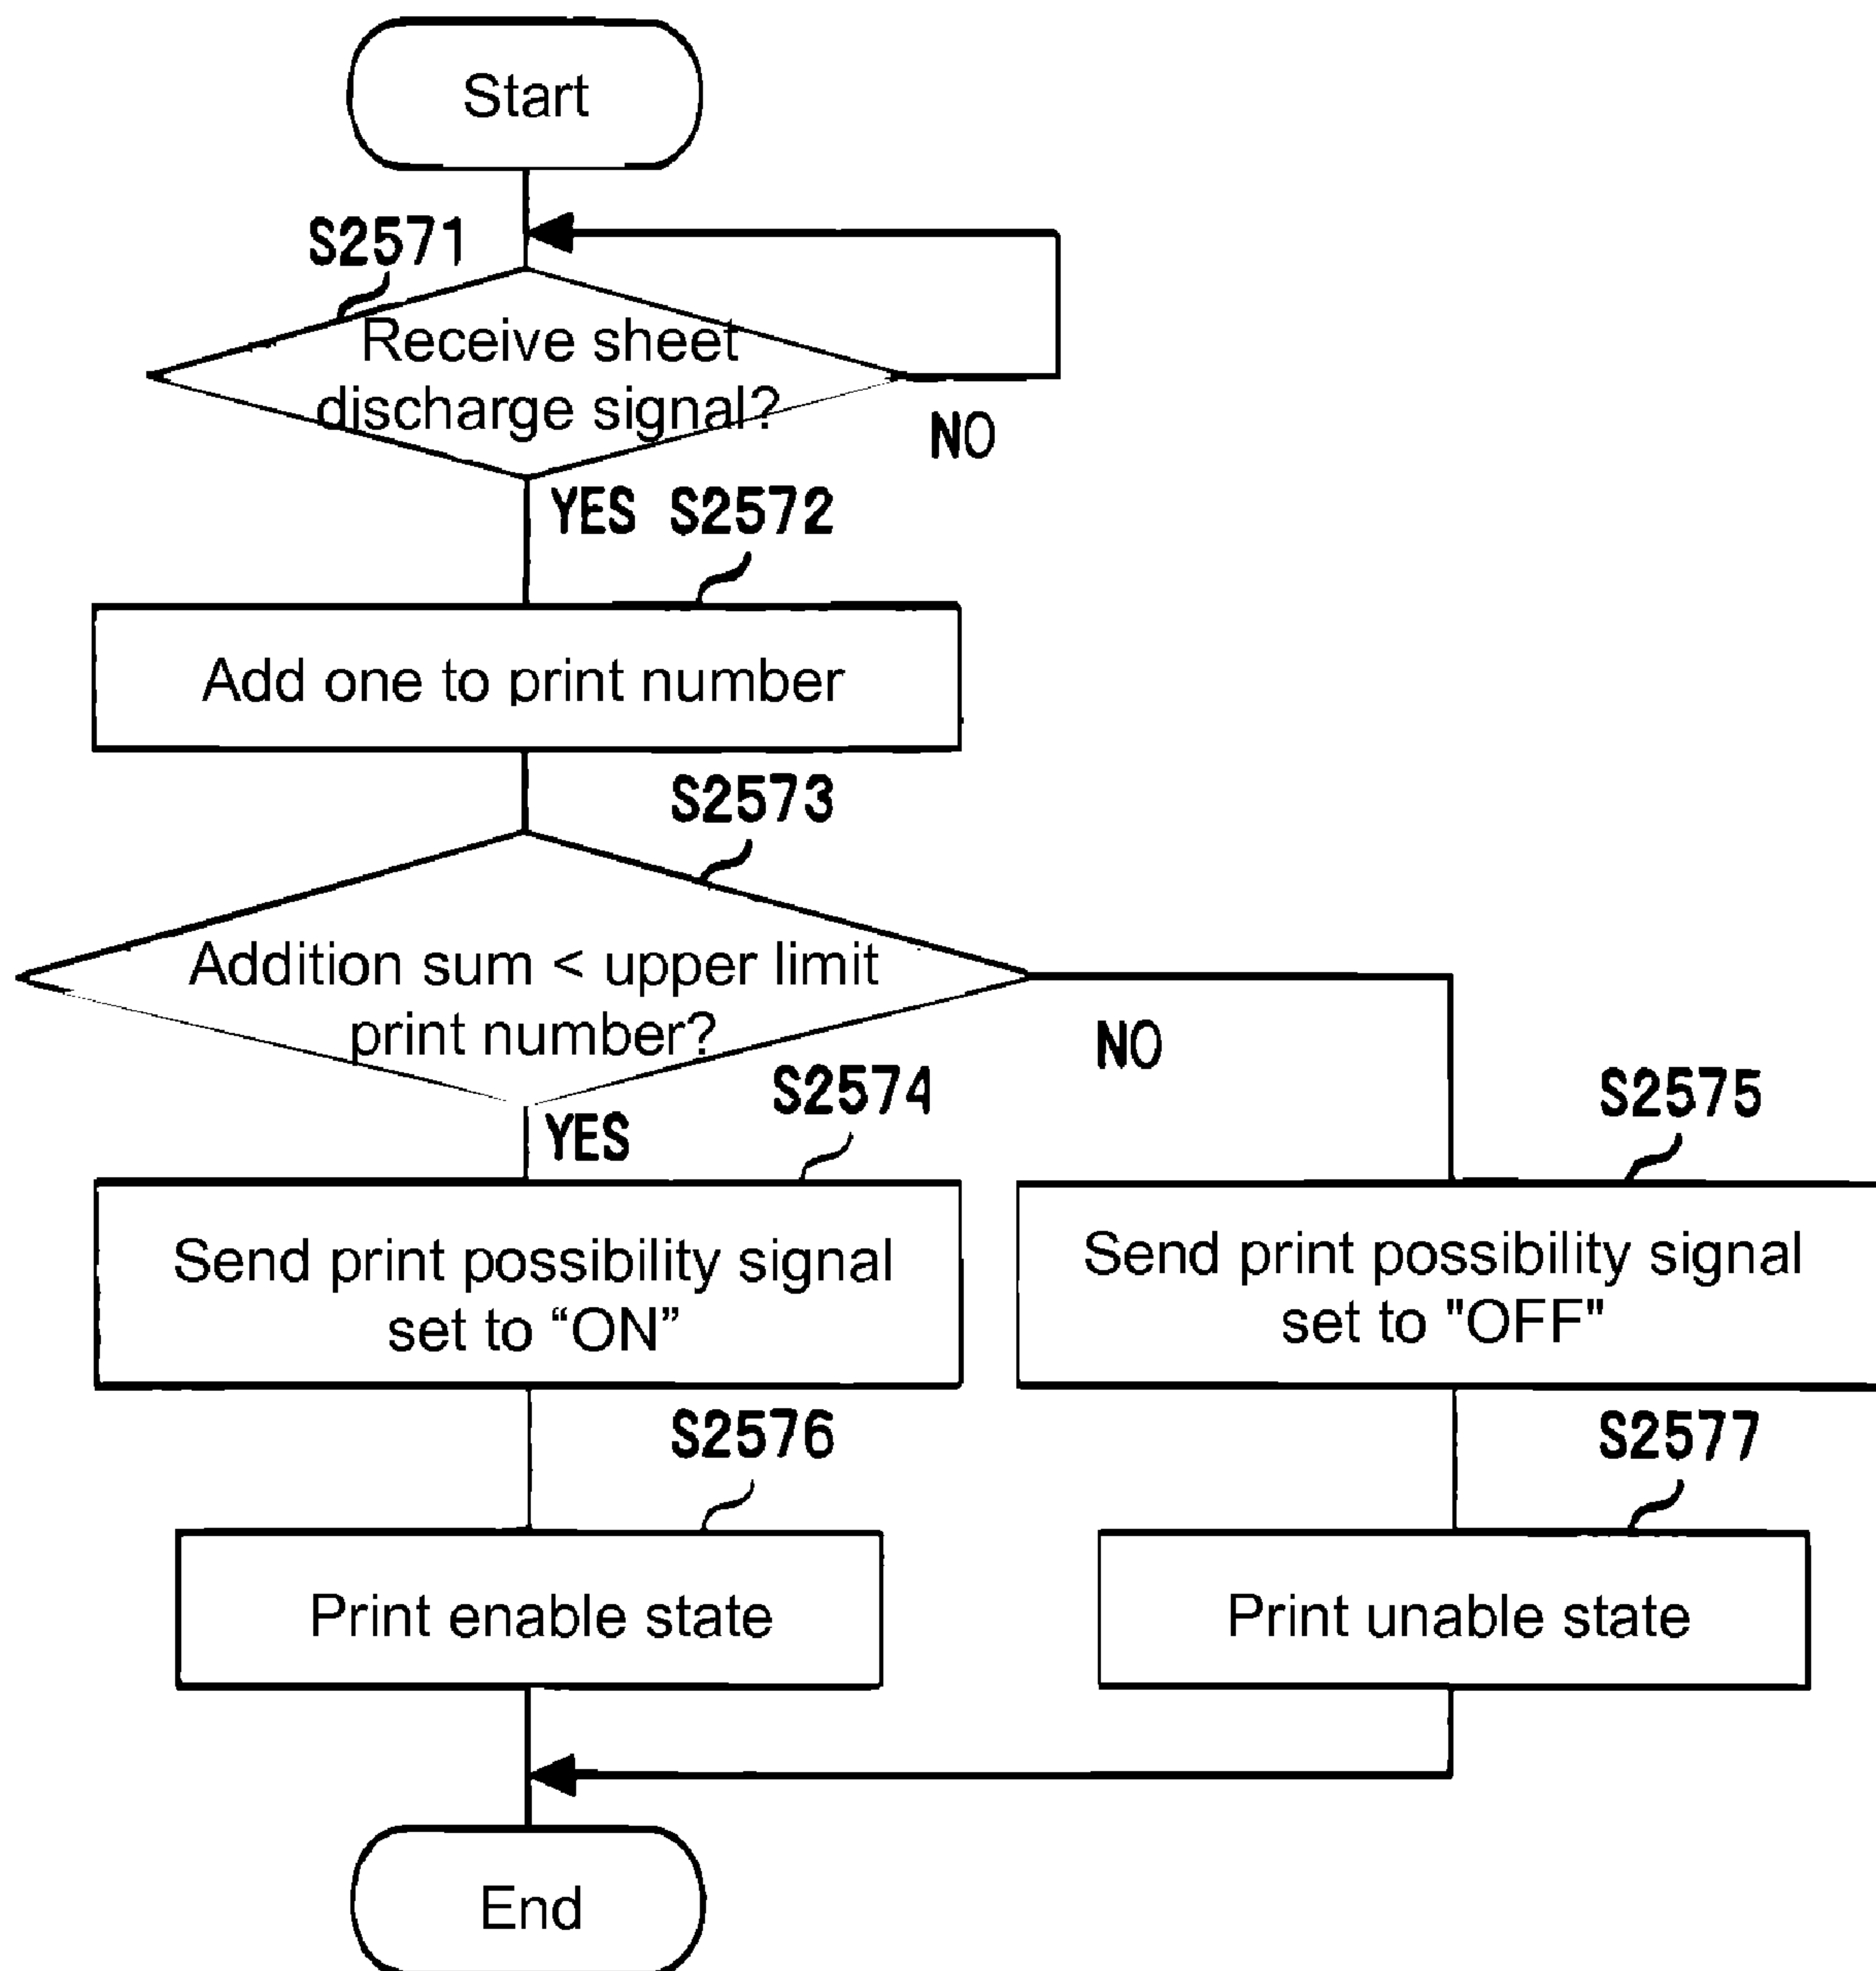 Start
S2571
Receive sheet
discharge signal?
NO
YES S2572
Add one to print number
S2573
Addition sum < upper limit
print number?
NO
YES
S2574
S2575
Send print possibility signal
set to “ON”
Send print possibility signal
set to "OFF"
S2576
S2577
Print enable state
Print unable state
End